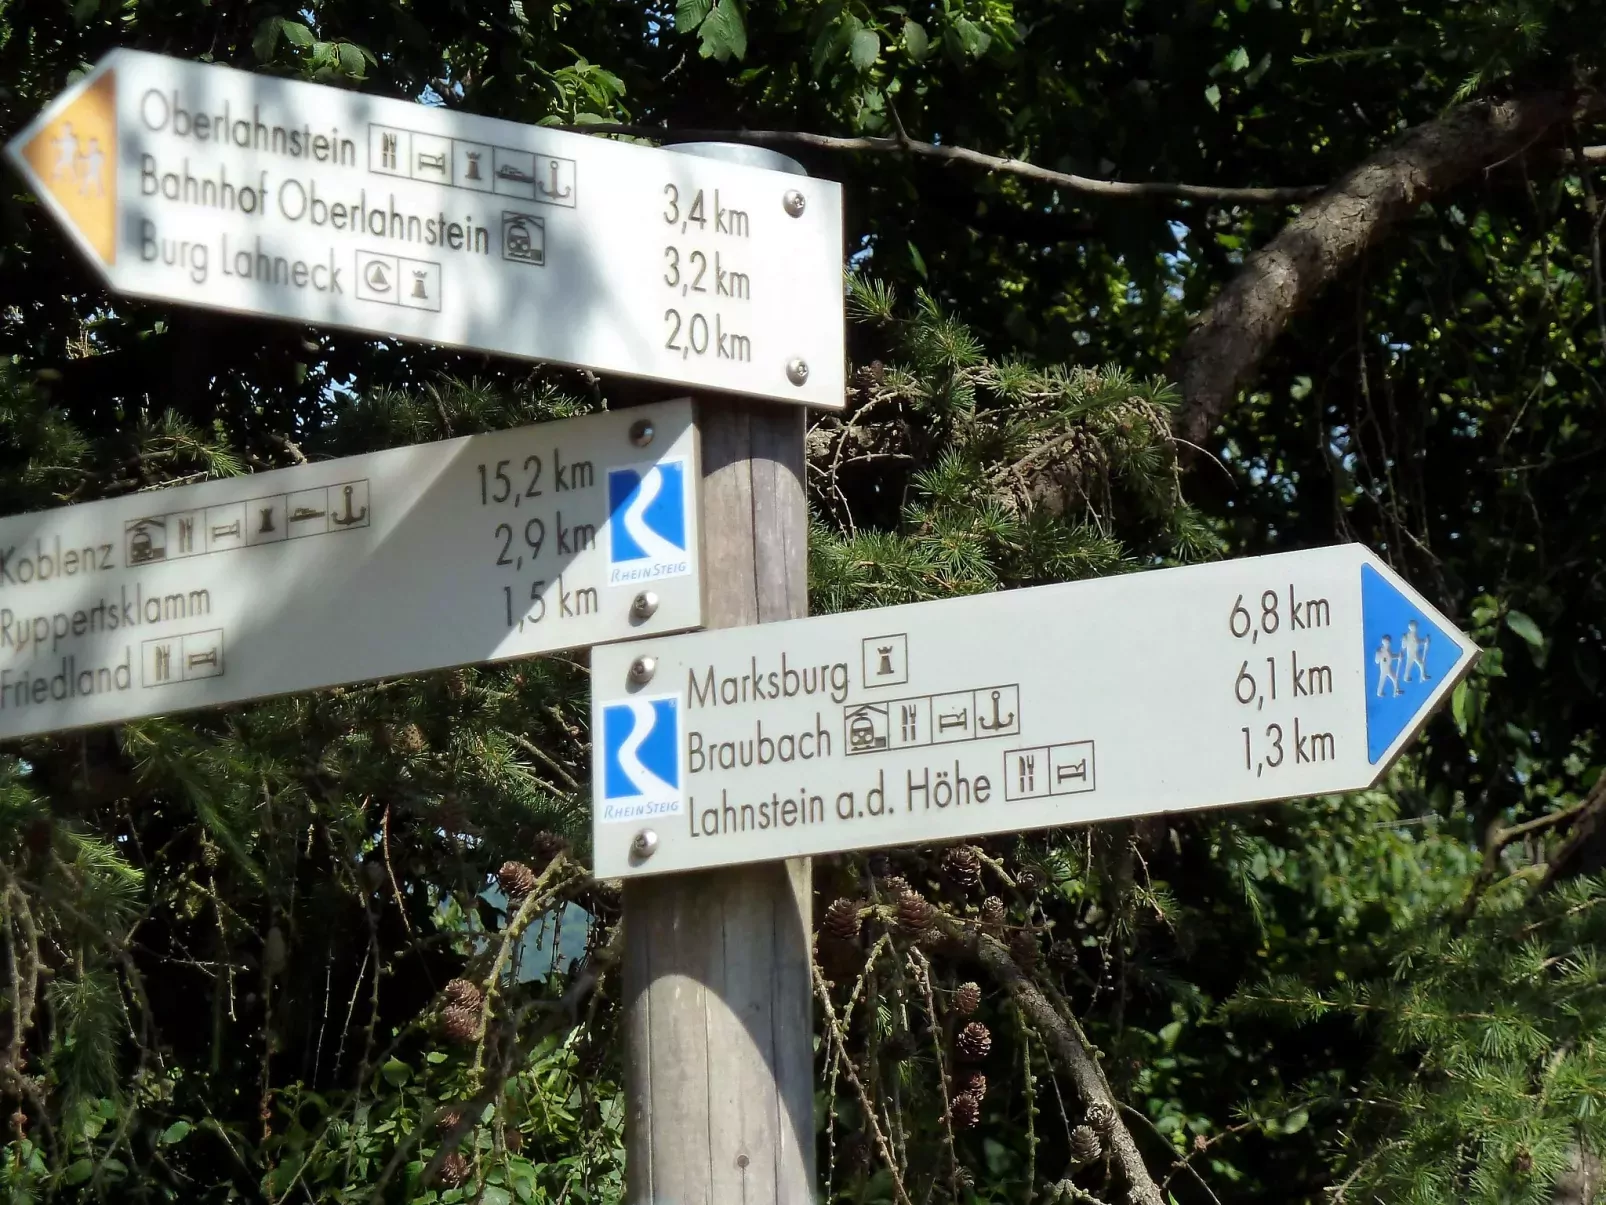 Oberlahnstein 3,4 km
Bahnhof Oberlahnstein 3,2 km
Burg Lahneck 2,0 km
Koblenz 15,2 km
Ruppertsklamm 2,9 km
Friedland 1,5 km
RHEINSTEIG
Marksburg 6,8 km
Braubach 6,1 km
Lahnstein a.d. Höhe 1,3 km
RHEINSTEIG